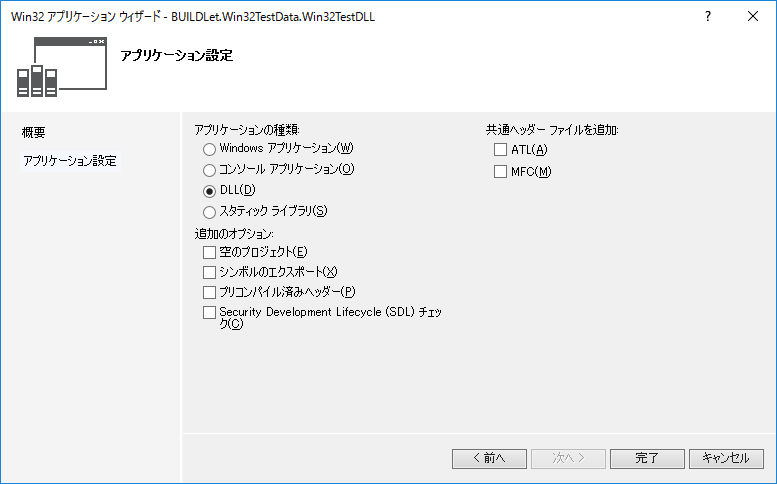 Win32 アプリケーション ウィザード - BUILDLet.Win32TestData.Win32TestDLL
アプリケーション設定
概要
アプリケーション設定
アプリケーションの種類:
Windows アプリケーション(W)
コンソール アプリケーション(O)
DLL(D)
スタティック ライブラリ(S)
追加のオプション:
空のプロジェクト(E)
シンボルのエクスポート(X)
プリコンパイル済みヘッダー(P)
Security Development Lifecycle (SDL) チェッ
ク(C)
共通ヘッダー ファイルを追加:
ATL(A)
MFC(M)
< 前へ
次へ >
完了
キャンセル